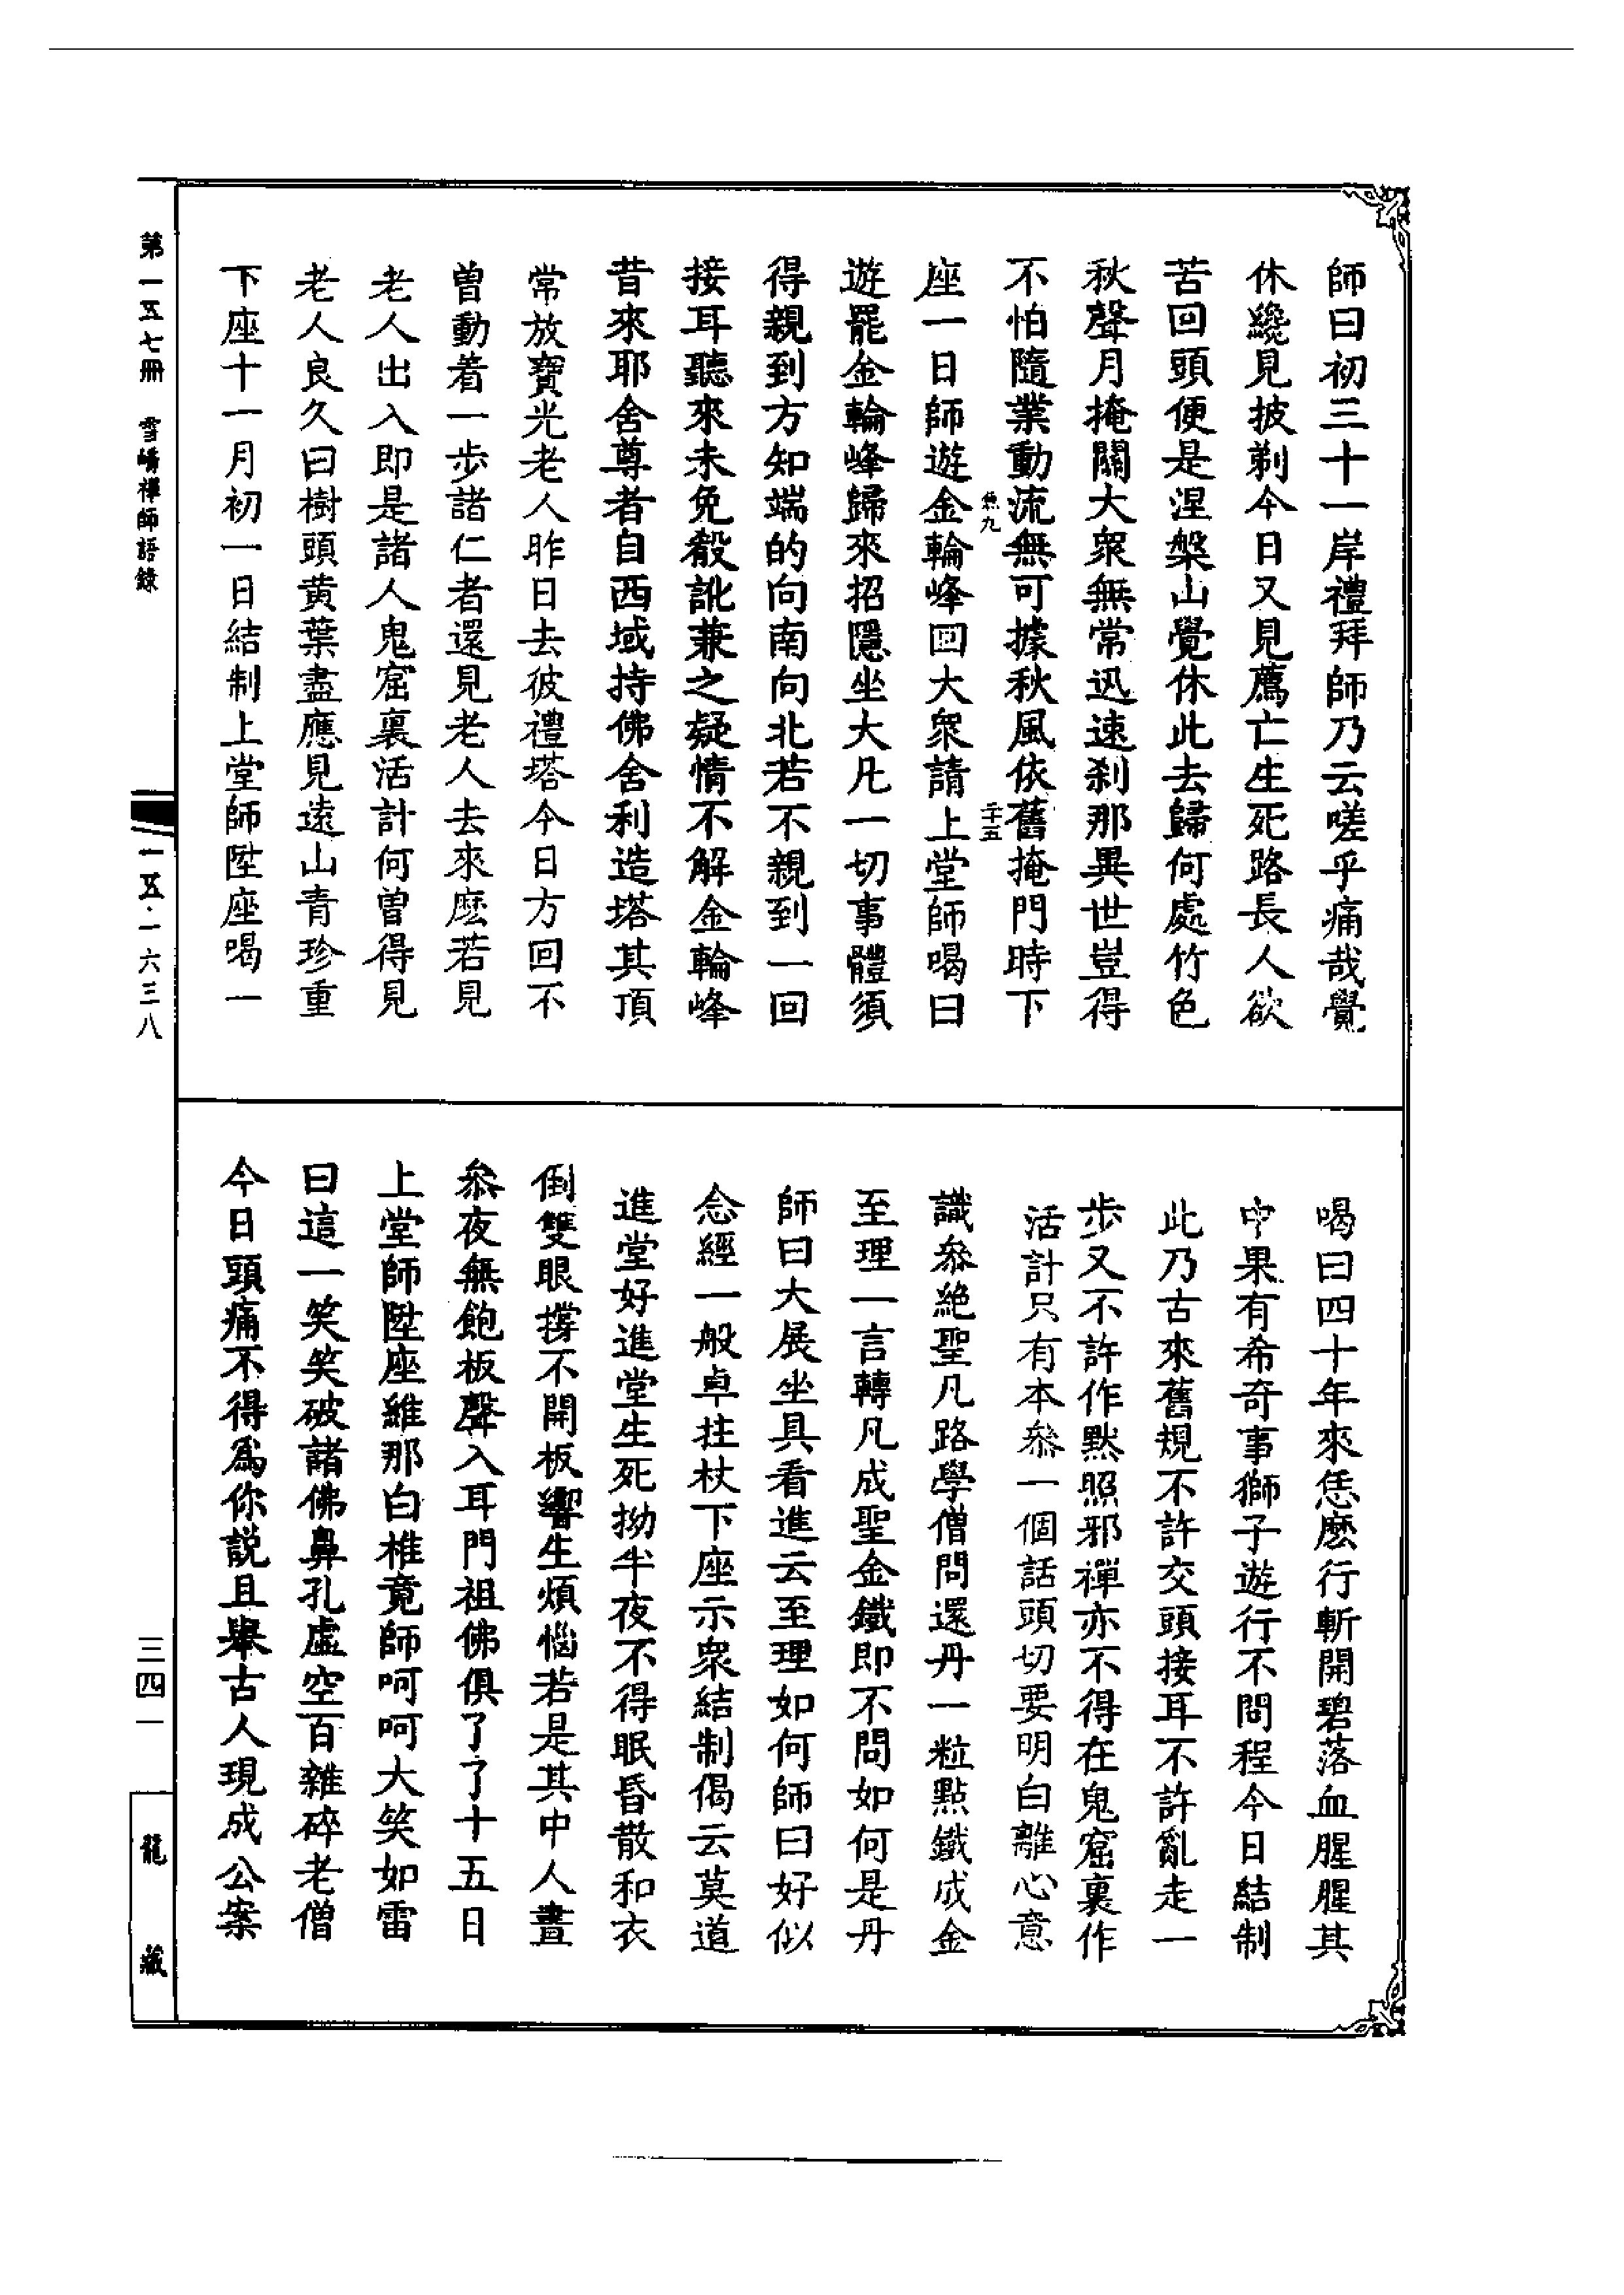 師曰初三十一岸禮拜師乃云嗟乎痛哉覺
休纔見披剃今日又見薦亡生死路長人欲
苦回頭便是涅槃山覺休此去歸何處竹色
秋聲月掩關大衆無常迅速刹那異世豈得
不怕隨業動流無可據秋風依舊掩門時下
九
二十五
座一日師遊金輪峰回大衆請上堂師喝曰
遊罷金輪峰歸來招隱坐大凡一切事體須
得親到方知端的向南向北若不親到一回
接耳聽來未免殽訛兼之疑情不解金輪峰
昔來耶舍尊者自西域持佛舍利造塔其頂
常放寶光老人昨日去彼禮塔今日方回不
曾動着一步諸仁者還見老人去來麽若見
老人出入即是諸人鬼窟裏活計何曾得見
老人良久曰樹頭黄葉盡應見遠山青珍重
下座十一月初一日結制上堂師陞座喝一
喝曰四十年來恁麽行斬開碧落血腥腥其
中果有希奇事獅子遊行不問程今日結制
此乃古來舊規不許交頭接耳不許亂走一
步又不許作默照邪禪亦不得在鬼窟裏作
活計只有本叅一個話頭切要明白離心意
識叅絶聖凡路學僧問還丹一粒點鐵成金
至理一言轉凡成聖金鐵即不問如何是丹
師曰大展坐具看進云至理如何師曰好似
念經一般卓拄杖下座示衆結制偈云莫道
進堂好進堂生死拗半夜不得眠昏散和衣
倒雙眼撐不開板響生煩惱若是其中人晝
叅夜無飽板聲入耳門祖佛俱了了十五日
上堂師陞座維那白椎竟師呵呵大笑如雷
曰這一笑笑破諸佛鼻孔虛空百雜碎老僧
今日頭痛不得爲你説且舉古人現成公案
第一五七冊 雪嶠禪師語錄
一五·一六三八
三四一
龍藏